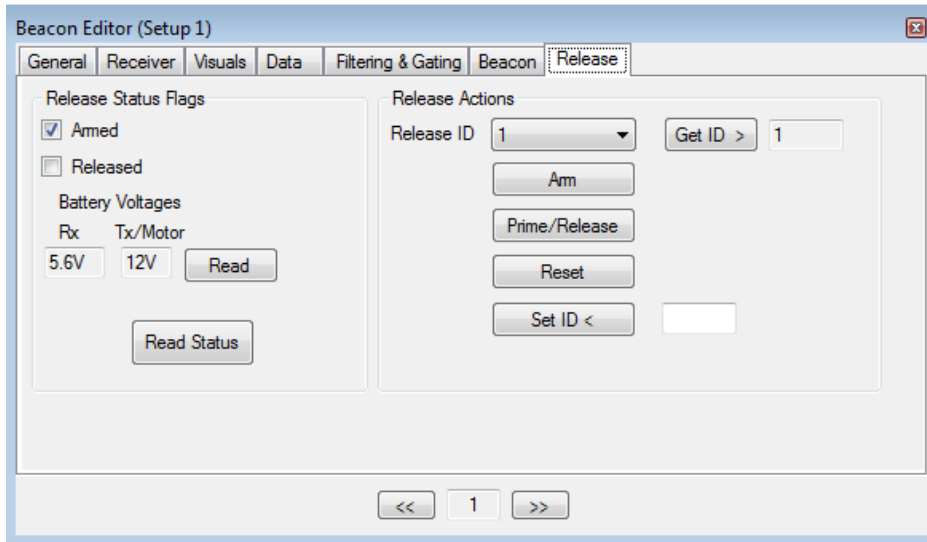 Beacon Editor (Setup 1)
General Receiver Visuals Data Filtering & Gating Beacon Release
Release Status Flags
Armed
Released
Battery Voltages
Rx Tx/Motor
5.6V 12V Read
Read Status
Release Actions
Release ID 1 Get ID > 1
Arm
Prime/Release
Reset
Set ID <
<< 1 >>